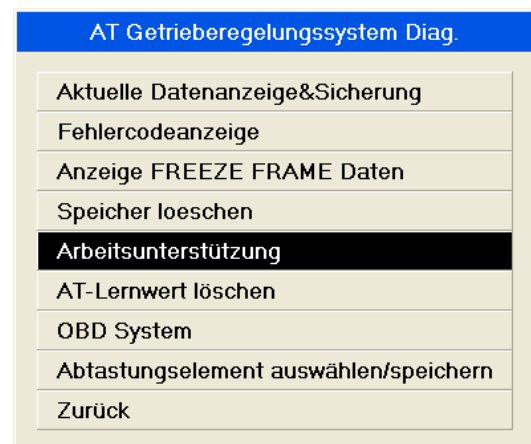 AT Getrieberegelungssystem Diag.
Aktuelle Datenanzeige&Sicherung
Fehlercodeanzeige
Anzeige FREEZE FRAME Daten
Speicher loeschen
Arbeitsunterstützung
AT-Lernwert löschen
OBD System
Abtastungselement auswählen/speichern
Zurück